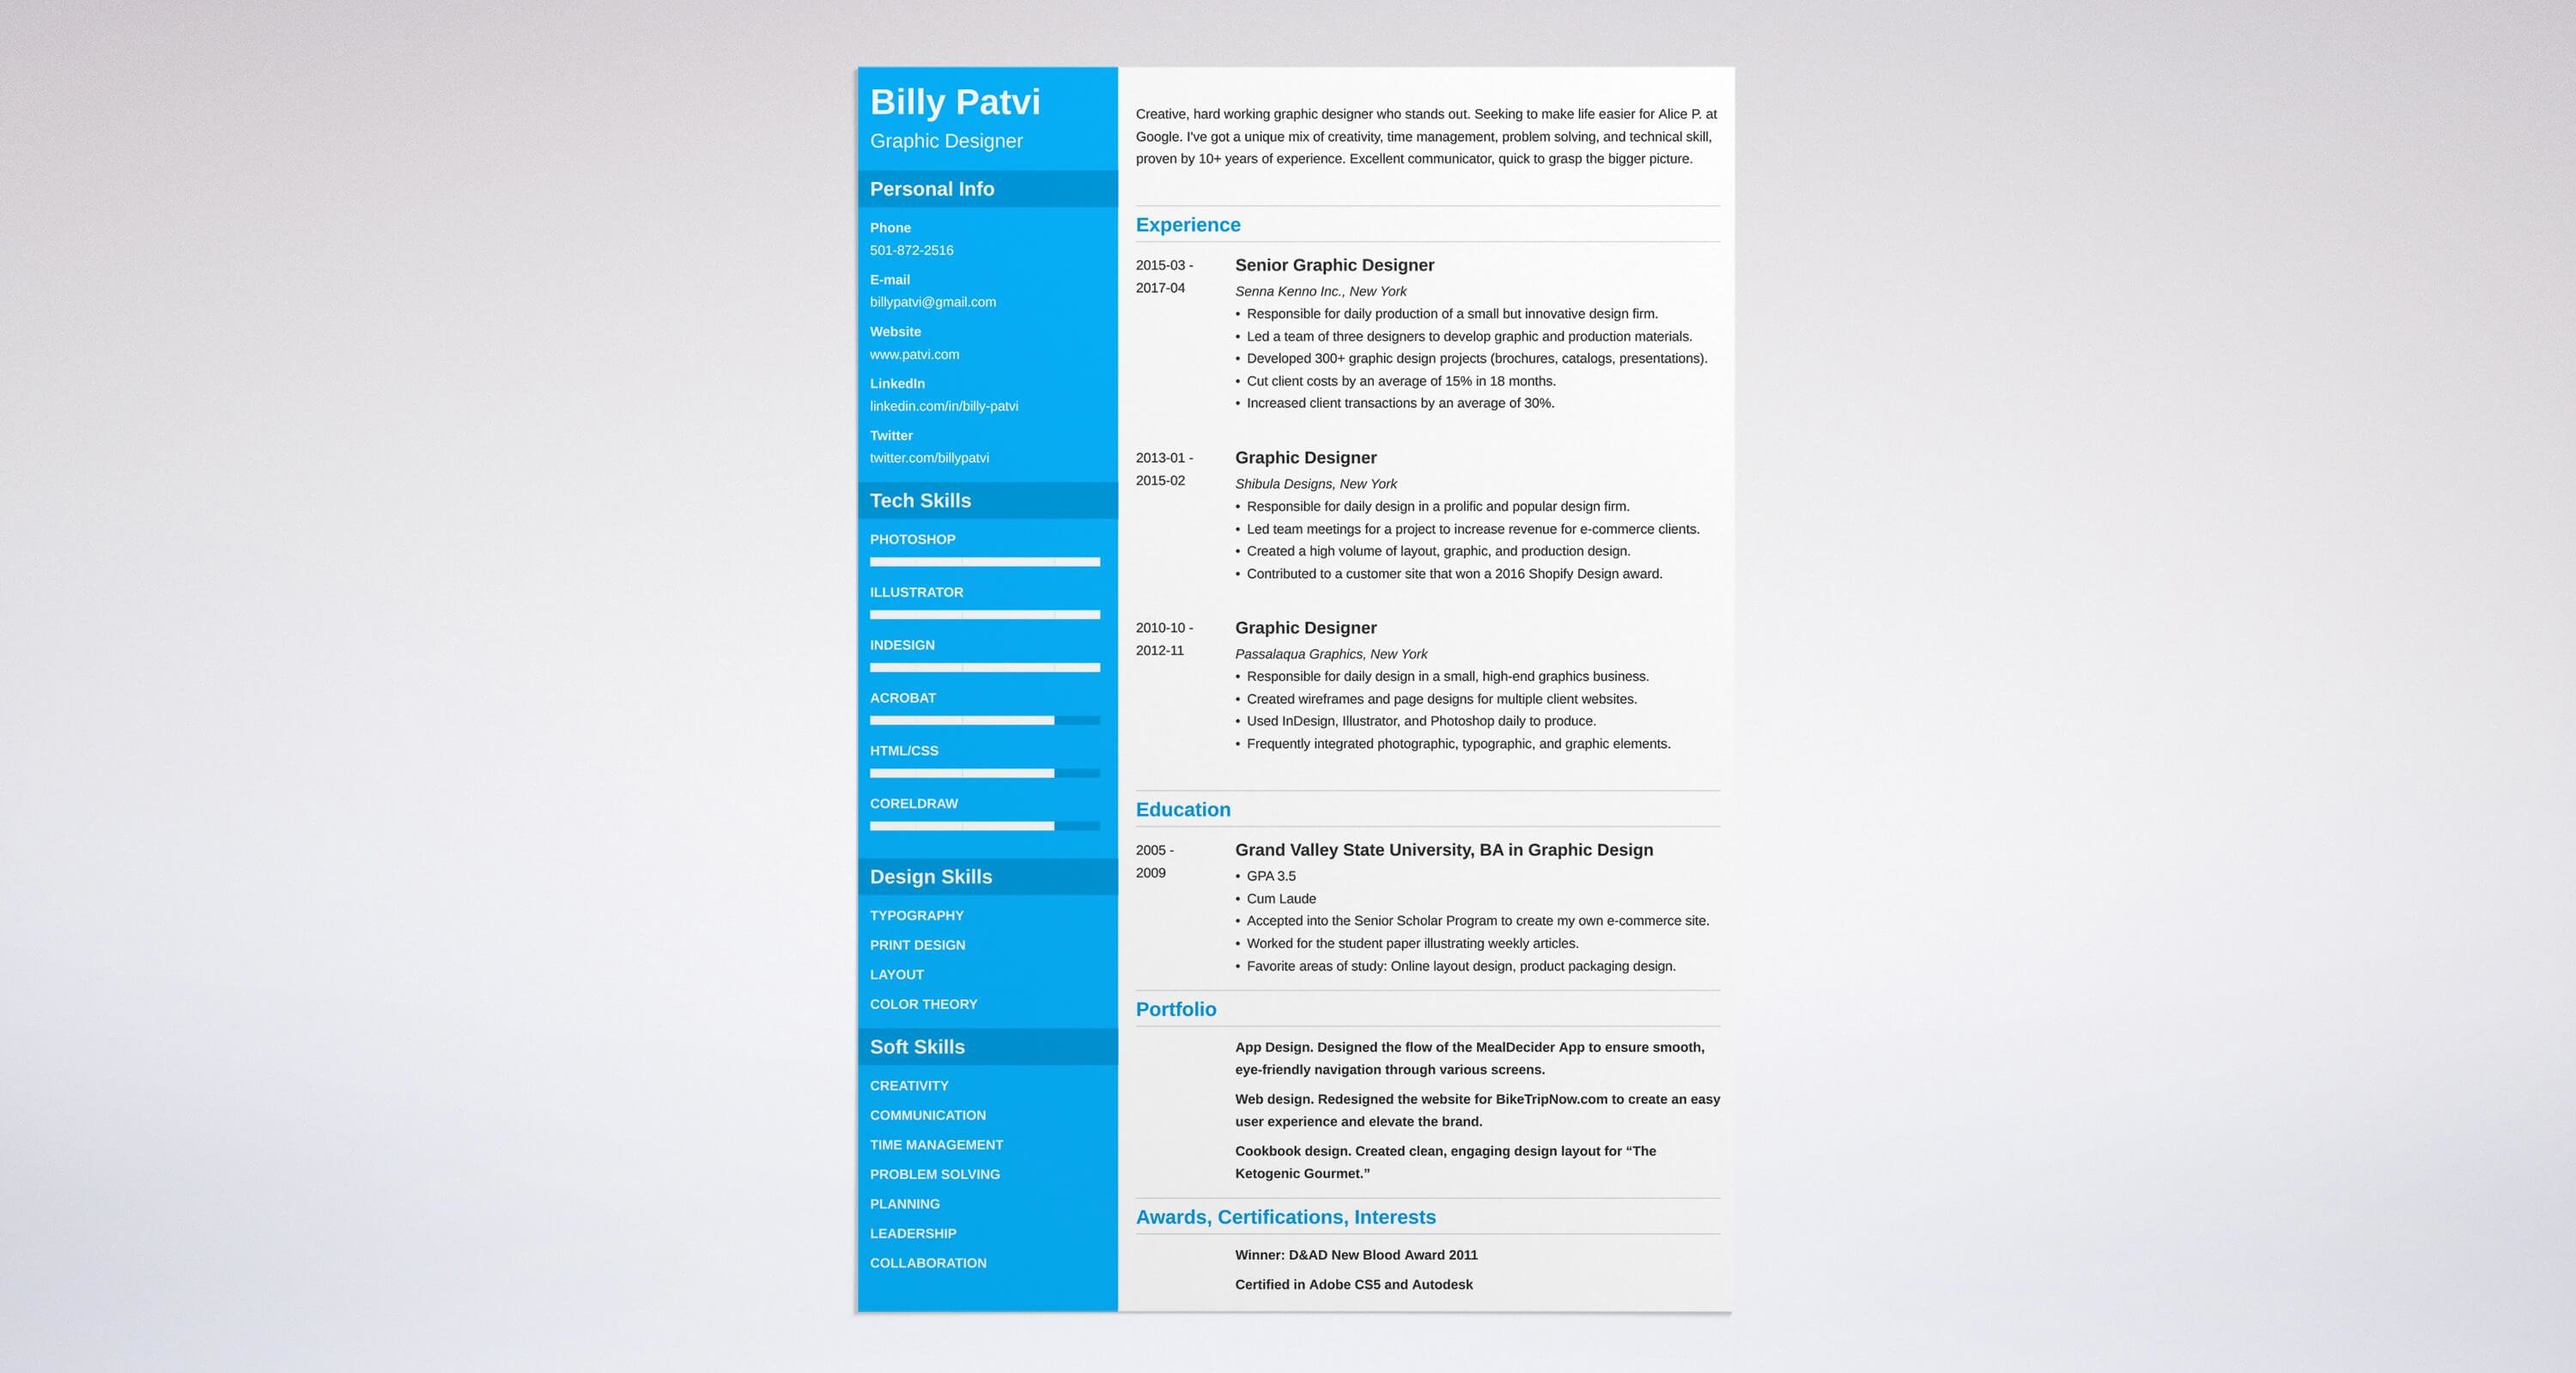 Billy Patvi
Graphic Designer
Personal Info
Phone
501-872-2516
E-mail
billypatvi@gmail.com
Website
www.patvi.com
LinkedIn
linkedin.com/in/billy-patvi
Twitter
twitter.com/billypatvi
Tech Skills
PHOTOSHOP
ILLUSTRATOR
INDESIGN
ACROBAT
HTML/CSS
CORELDRAW
Design Skills
TYPOGRAPHY
PRINT DESIGN
LAYOUT
COLOR THEORY
Soft Skills
CREATIVITY
COMMUNICATION
TIME MANAGEMENT
PROBLEM SOLVING
PLANNING
LEADERSHIP
COLLABORATION
Creative, hard working graphic designer who stands out. Seeking to make life easier for Alice P. at
Google. I've got a unique mix of creativity, time management, problem solving, and technical skill,
proven by 10+ years of experience. Excellent communicator, quick to grasp the bigger picture.
Experience
2015-03 -
2017-04
Senior Graphic Designer
Senna Kenno Inc., New York
• Responsible for daily production of a small but innovative design firm.
• Led a team of three designers to develop graphic and production materials.
• Developed 300+ graphic design projects (brochures, catalogs, presentations).
• Cut client costs by an average of 15% in 18 months.
• Increased client transactions by an average of 30%.
2013-01 -
2015-02
Graphic Designer
Shibula Designs, New York
• Responsible for daily design in a prolific and popular design firm.
• Led team meetings for a project to increase revenue for e-commerce clients.
• Created a high volume of layout, graphic, and production design.
• Contributed to a customer site that won a 2016 Shopify Design award.
2010-10 -
2012-11
Graphic Designer
Passalaqua Graphics, New York
• Responsible for daily design in a small, high-end graphics business.
• Created wireframes and page designs for multiple client websites.
• Used InDesign, Illustrator, and Photoshop daily to produce.
• Frequently integrated photographic, typographic, and graphic elements.
Education
2005 -
2009
Grand Valley State University, BA in Graphic Design
• GPA 3.5
• Cum Laude
• Accepted into the Senior Scholar Program to create my own e-commerce site.
• Worked for the student paper illustrating weekly articles.
• Favorite areas of study: Online layout design, product packaging design.
Portfolio
App Design. Designed the flow of the MealDecider App to ensure smooth,
eye-friendly navigation through various screens.
Web design. Redesigned the website for BikeTripNow.com to create an easy
user experience and elevate the brand.
Cookbook design. Created clean, engaging design layout for “The
Ketogenic Gourmet.”
Awards, Certifications, Interests
Winner: D&AD New Blood Award 2011
Certified in Adobe CS5 and Autodesk